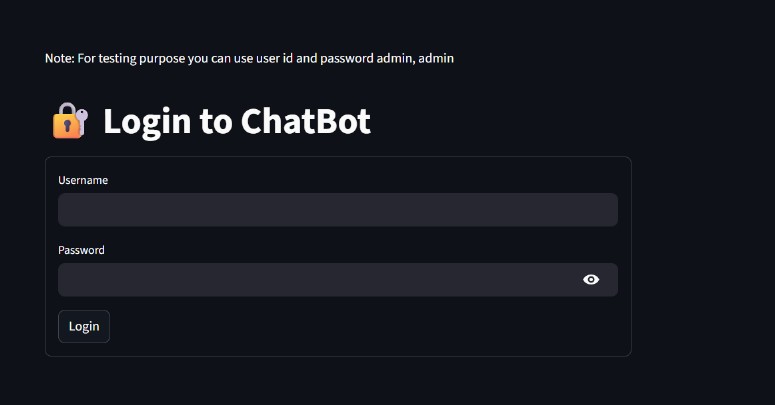 Note: For testing purpose you can use user id and password admin, admin
Login to ChatBot
Username
Password
Login